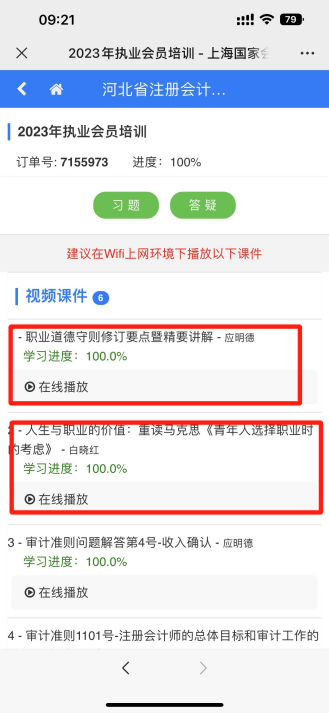 09:21
79
2023年执业会员培训 - 上海国家
河北省注册会计...
2023年执业会员培训
订单号: 7155973 进度：100%
习 题 答 疑
建议在Wifi上网环境下播放以下课件
视频课件 6
- 职业道德守则修订要点暨精要讲解 - 应明德
学习进度：100.0%
在线播放
2 - 人生与职业的价值：重读马克思《青年人选择职业时
的考虑》 - 白晓红
学习进度：100.0%
在线播放
3 - 审计准则问题解答第4号-收入确认 - 应明德
学习进度：100.0%
在线播放
4 - 审计准则1101号-注册会计师的总体目标和审计工作的